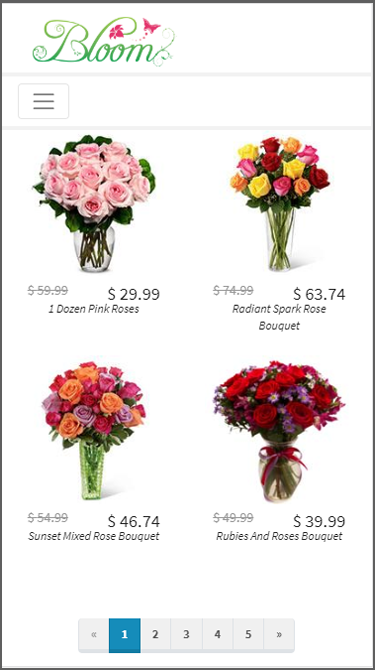 Bloom
$ 59.99 $ 29.99
1 Dozen Pink Roses
$ 74.99 $ 63.74
Radiant Spark Rose
Bouquet
$ 54.99 $ 46.74
Sunset Mixed Rose Bouquet
$ 49.99 $ 39.99
Rubies And Roses Bouquet
« 1 2 3 4 5 »